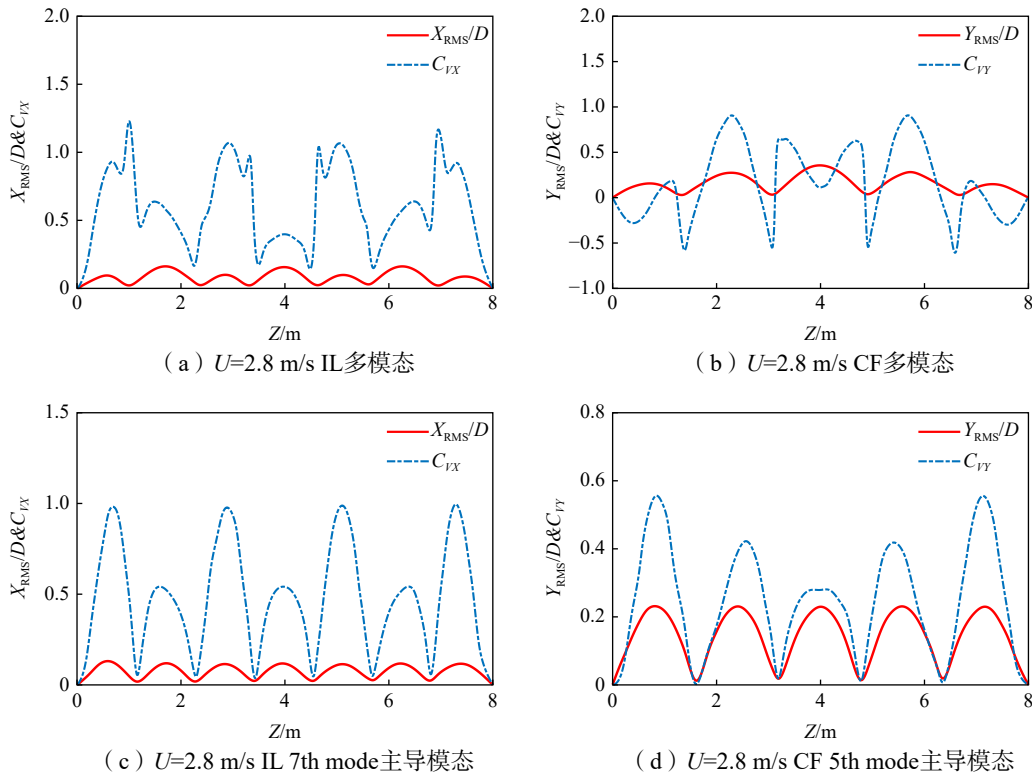 2.0
1.5
1.0
0.5
0
X_RMS/D&C_VX
X_RMS/D
C_VX
0 2 4 6 8
Z/m
（a）U=2.8 m/s IL多模态
2.0
1.5
1.0
0.5
0
−0.5
−1.0
Y_RMS/D&C_VY
Y_RMS/D
C_VY
0 2 4 6 8
Z/m
（b）U=2.8 m/s CF多模态
1.5
1.0
0.5
0
X_RMS/D&C_VX
X_RMS/D
C_VX
0 2 4 6 8
Z/m
（c）U=2.8 m/s IL 7th mode主导模态
0.8
0.6
0.4
0.2
0
Y_RMS/D&C_VY
Y_RMS/D
C_VY
0 2 4 6 8
Z/m
（d）U=2.8 m/s CF 5th mode主导模态